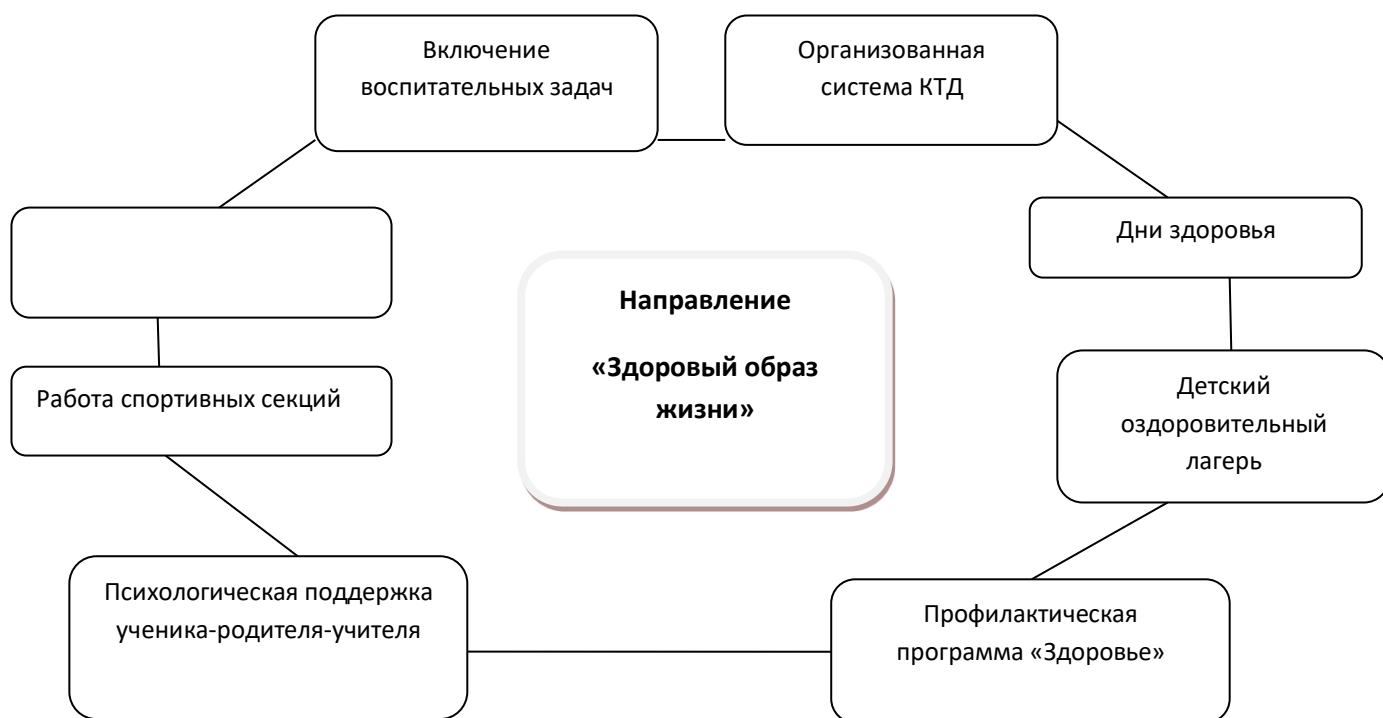 Включение
воспитательных задач
Организованная
система КТД
Дни здоровья
Направление
«Здоровый образ
жизни»
Работа спортивных секций
Детский
оздоровительный
лагерь
Психологическая поддержка
ученика-родителя-учителя
Профилактическая
программа «Здоровье»